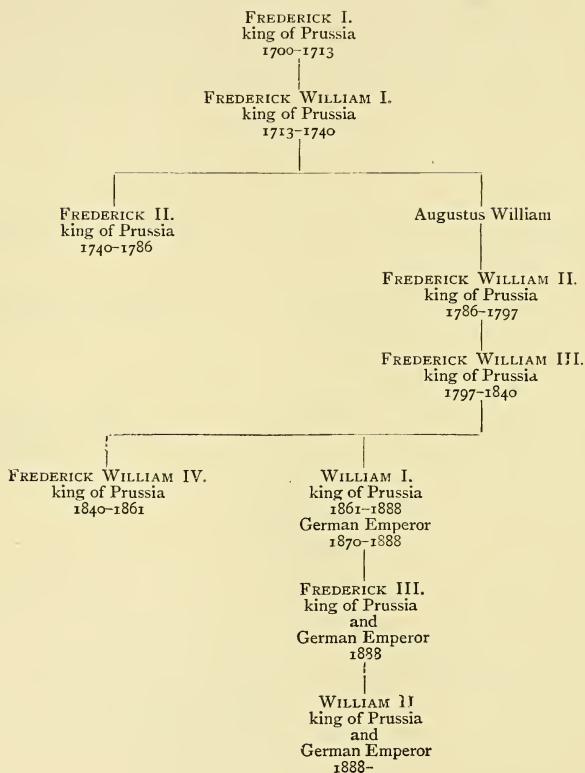 FREDERICK I.
king of Prussia
1700-1713
FREDERICK WILLIAM I.
king of Prussia
1713-1740
FREDERICK II.
king of Prussia
1740-1786
Augustus William
FREDERICK WILLIAM II.
king of Prussia
1786-1797
FREDERICK WILLIAM III.
king of Prussia
1797-1840
FREDERICK WILLIAM IV.
king of Prussia
1840-1861
WILLIAM I.
king of Prussia
1861-1888
German Emperor
1870-1888
FREDERICK III.
king of Prussia
and
German Emperor
1888
WILLIAM II
king of Prussia
and
German Emperor
1888-